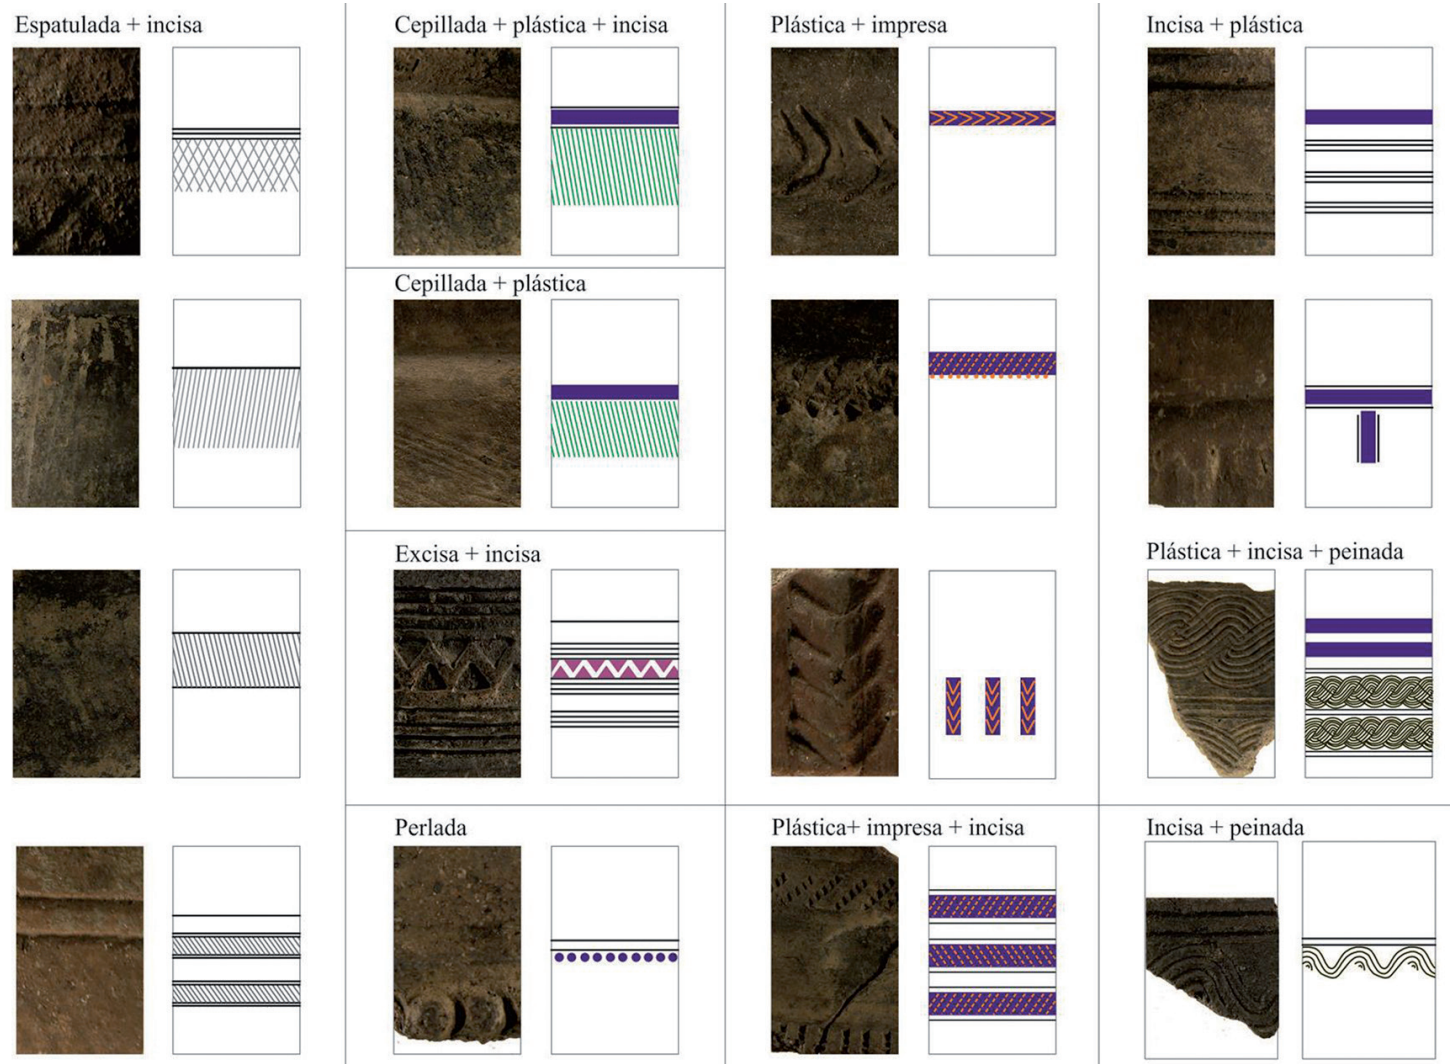 Espatulada + incisa
Cepillada + plástica + incisa
Plástica + impresa
Incisa + plástica
Cepillada + plástica
Excisa + incisa
Plástica + incisa + peinada
Perlada
Plástica+ impresa + incisa
Incisa + peinada